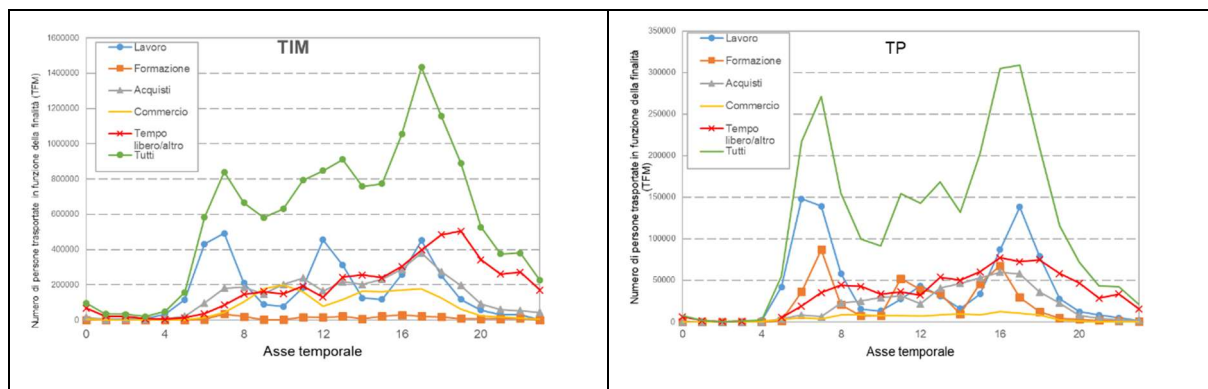 TIM
Numero di persone trasportate in funzione della finalità (TFM)
1600000
1400000
1200000
1000000
800000
600000
400000
200000
0
Lavoro
Formazione
Acquisti
Commercio
Tempo
libero/altro
Tutti
0 4 8 12 16 20
Asse temporale
TP
Numero di persone trasportate in funzione della finalità
(TFM)
350000
300000
250000
200000
150000
100000
50000
0
Lavoro
Formazione
Acquisti
Commercio
Tempo
libero/altro
Tutti
0 4 8 12 16 20
Asse temporale